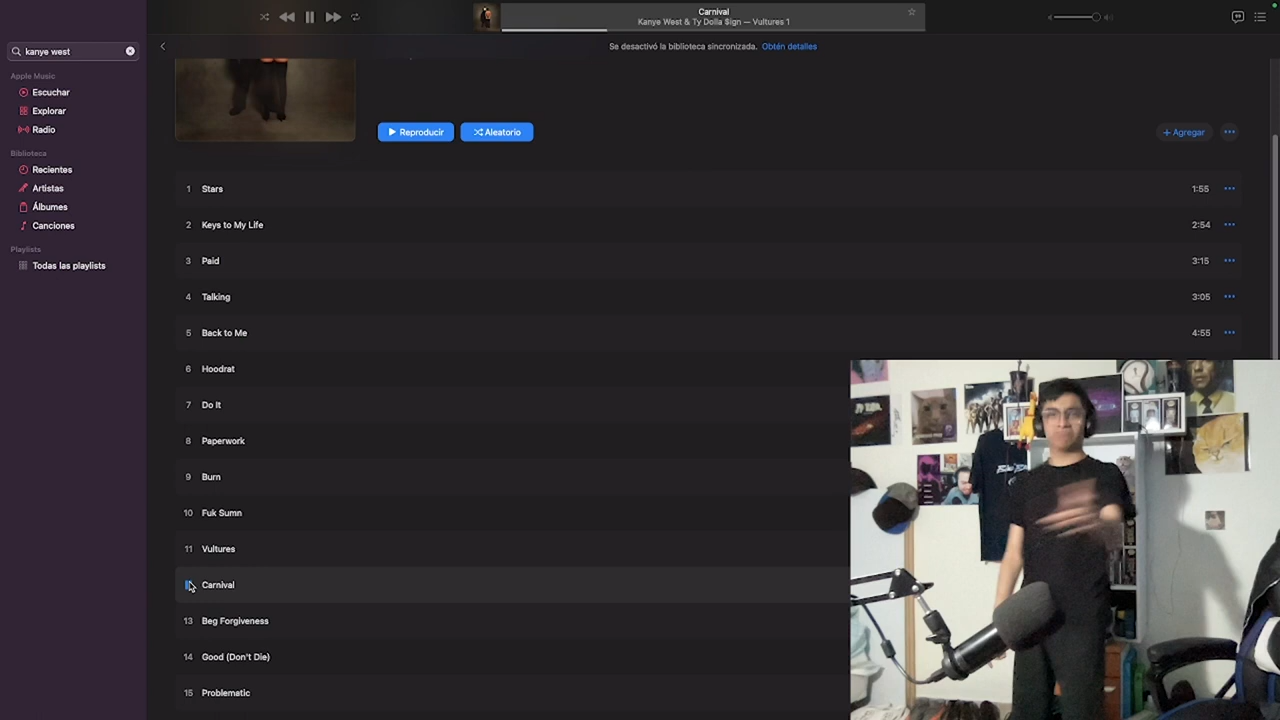 Carnival
Kanye West & Ty Dolla $ign — Vultures 1
kanye west
Se desactivó la biblioteca sincronizada. Obtén detalles
Apple Music
Escuchar
Explorar
Radio
Biblioteca
Recientes
Artistas
Álbumes
Canciones
Playlists
Todas las playlists
Reproducir
Aleatorio
+ Agregar
1 Stars 1:55
2 Keys to My Life 2:54
3 Paid 3:15
4 Talking 3:05
5 Back to Me 4:55
6 Hoodrat
7 Do It
8 Paperwork
9 Burn
10 Fuk Sumn
11 Vultures
Carnival
13 Beg Forgiveness
14 Good (Don't Die)
15 Problematic